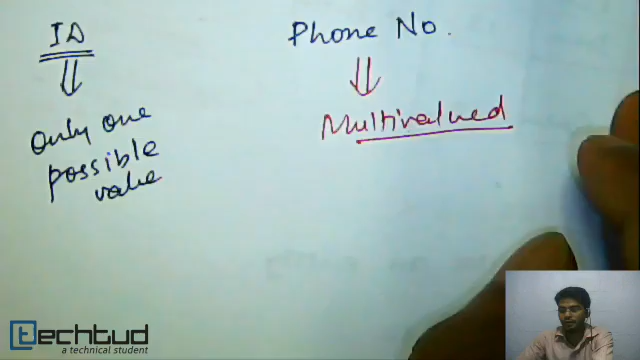 ID
Only one
possible
value
Phone No.
Multivalued
techtud
a technical student